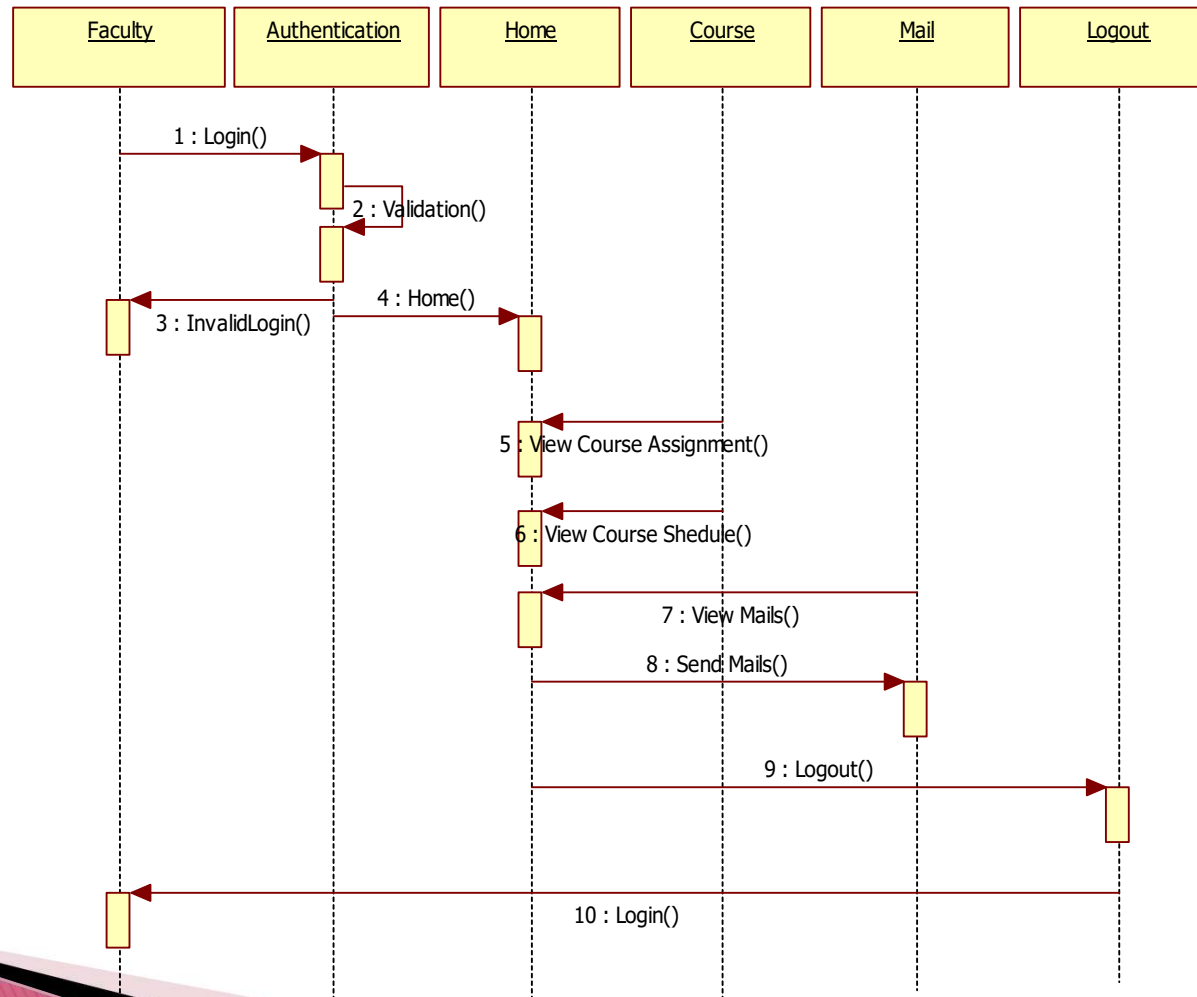 Faculty
Authentication
Home
Course
Mail
Logout
1 : Login()
2 : Validation()
4 : Home()
3 : InvalidLogin()
5 : View Course Assignment()
6 : View Course Shedule()
7 : View Mails()
8 : Send Mails()
9 : Logout()
10 : Login()